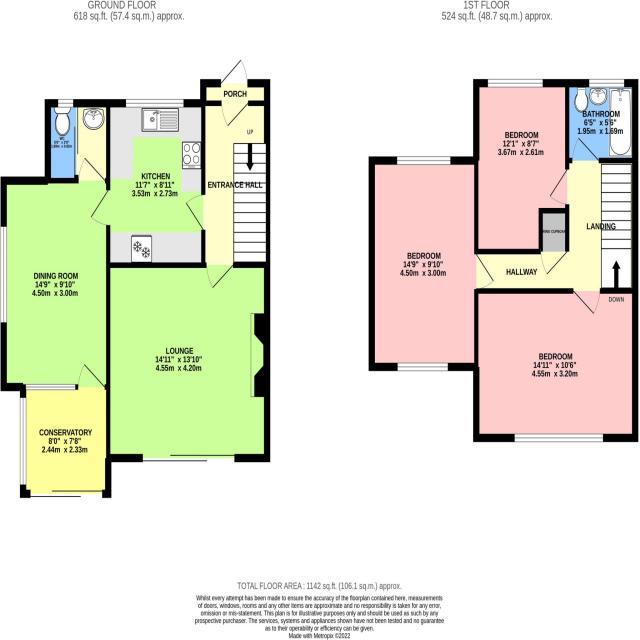 GROUND FLOOR
618 sq.ft. (57.4 sq.m.) approx.
1ST FLOOR
524 sq.ft. (48.7 sq.m.) approx.
PORCH
UP
WC
KITCHEN
11'7" x 8'11"
3.53m x 2.73m
ENTRANCE HALL
DINING ROOM
14'9" x 9'10"
4.50m x 3.00m
LOUNGE
14'11" x 13'10"
4.55m x 4.20m
CONSERVATORY
8'0" x 7'8"
2.44m x 2.33m
BEDROOM
12'1" x 8'7"
3.67m x 2.61m
BATHROOM
6'5" x 5'6"
1.95m x 1.69m
LANDING
BEDROOM
14'9" x 9'10"
4.50m x 3.00m
HALLWAY
DOWN
BEDROOM
14'11" x 10'6"
4.55m x 3.20m
TOTAL FLOOR AREA : 1142 sq.ft. (106.1 sq.m.) approx.
Whilst every attempt has been made to ensure the accuracy of the floorplan contained here, measurements
of doors, windows, rooms and any other items are approximate and no responsibility is taken for any error,
omission or mis-statement. This plan is for illustrative purposes only and should be used as such by any
prospective purchaser. The services, systems and appliances shown have not been tested and no guarantee
as to their operability or efficiency can be given.
Made with Metropix ©2022